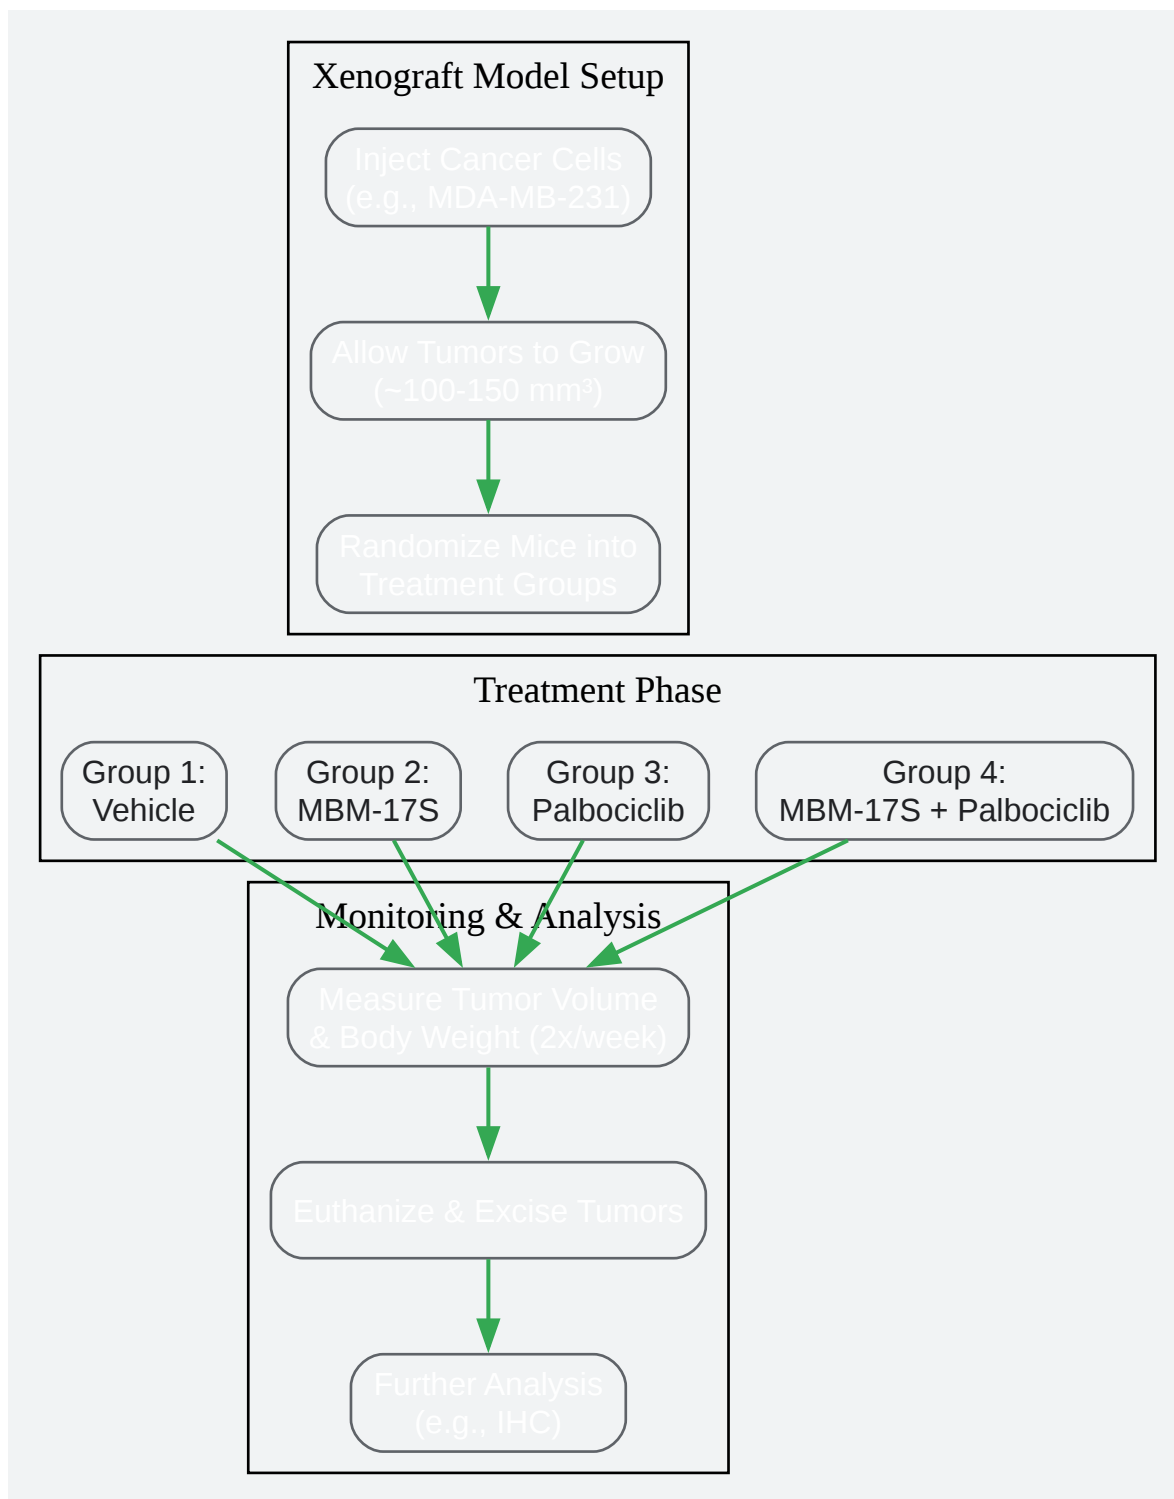 Xenograft Model Setup
Inject Cancer Cells
(e.g., MDA-MB-231)
Allow Tumors to Grow
(~100-150 mm³)
Randomize Mice into
Treatment Groups
Treatment Phase
Group 1:
Vehicle
Group 2:
MBM-17S
Group 3:
Palbociclib
Group 4:
MBM-17S + Palbociclib
Monitoring & Analysis
Measure Tumor Volume
& Body Weight (2x/week)
Euthanize & Excise Tumors
Further Analysis
(e.g., IHC)